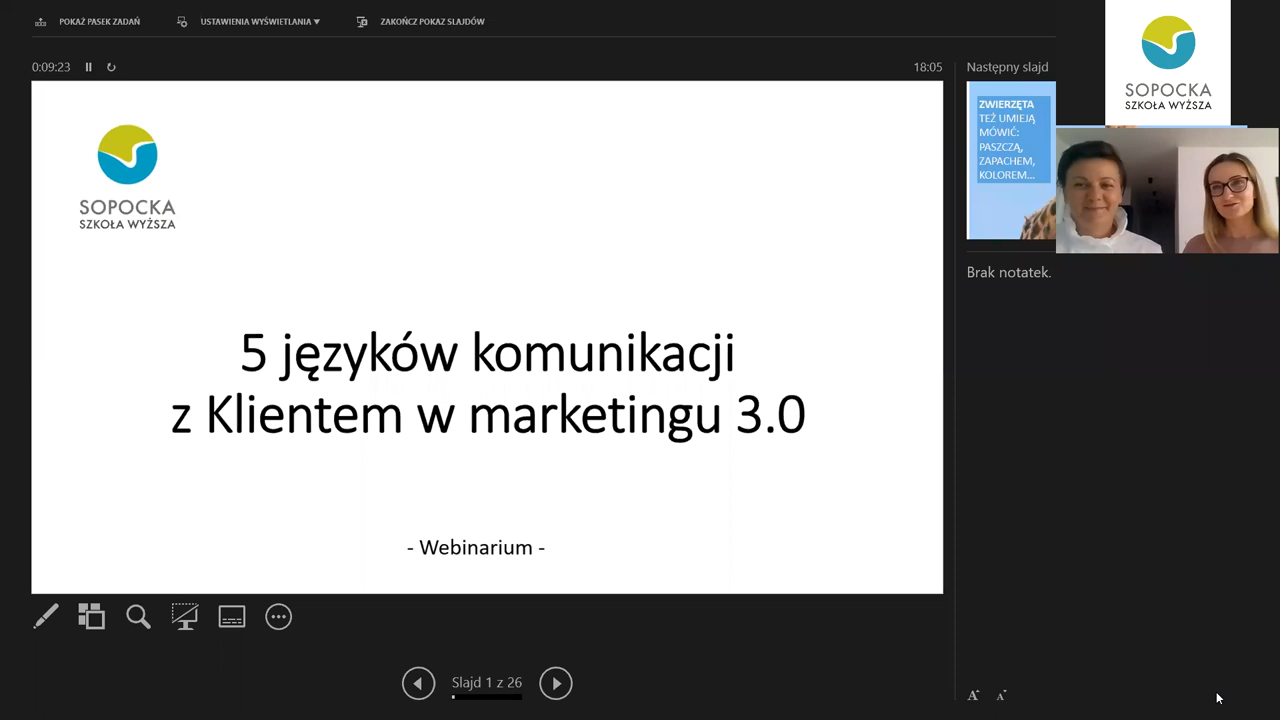 POKAŻ PASEK ZADAŃ
USTAWIENIA WYŚWIETLANIA
ZAKOŃCZ POKAZ SLAJDÓW
0:09:23
18:05
SOPOCKA
SZKOŁA WYŻSZA
5 języków komunikacji
z Klientem w marketingu 3.0
- Webinarium -
Slajd 1 z 26
Następny slajd
ZWIERZĘTA
TEŻ UMIEJĄ
MÓWIĆ:
PASZCZĄ,
ZAPACHEM,
KOLOREM...
Brak notatek.
SOPOCKA
SZKOŁA WYŻSZA
A A